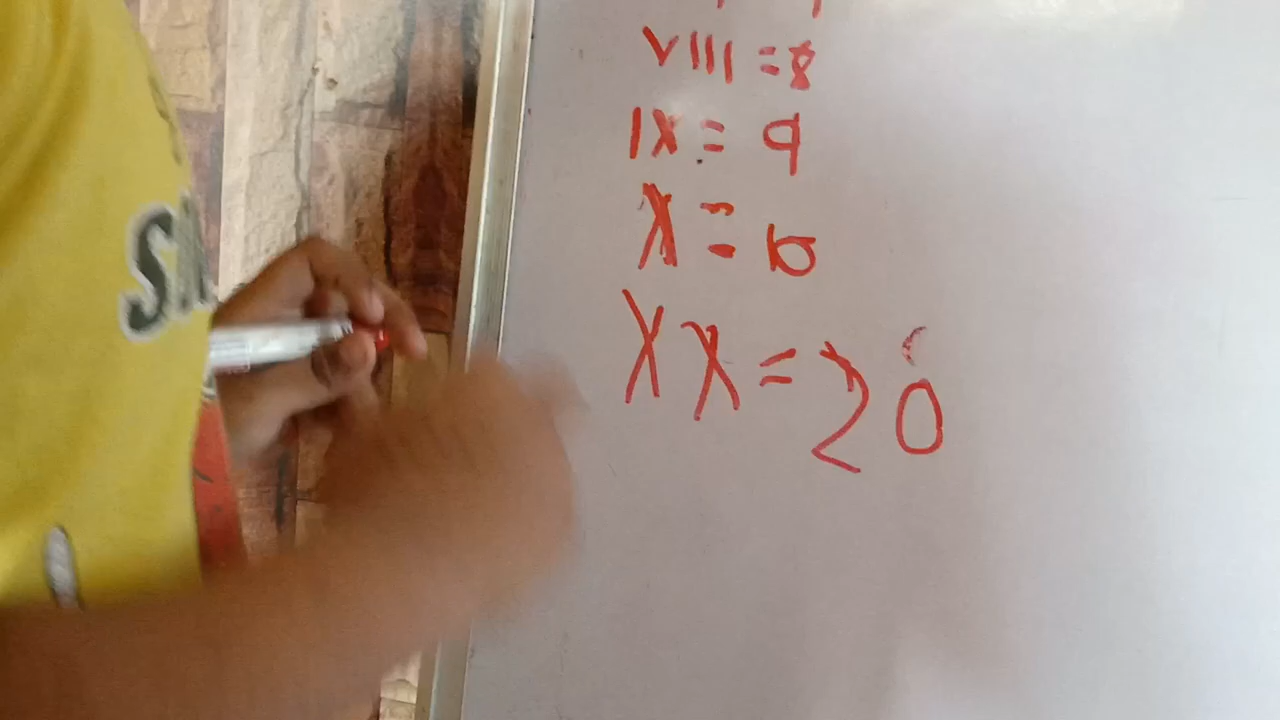 VIII = 8
IX = 9
X = 10
XX = 20